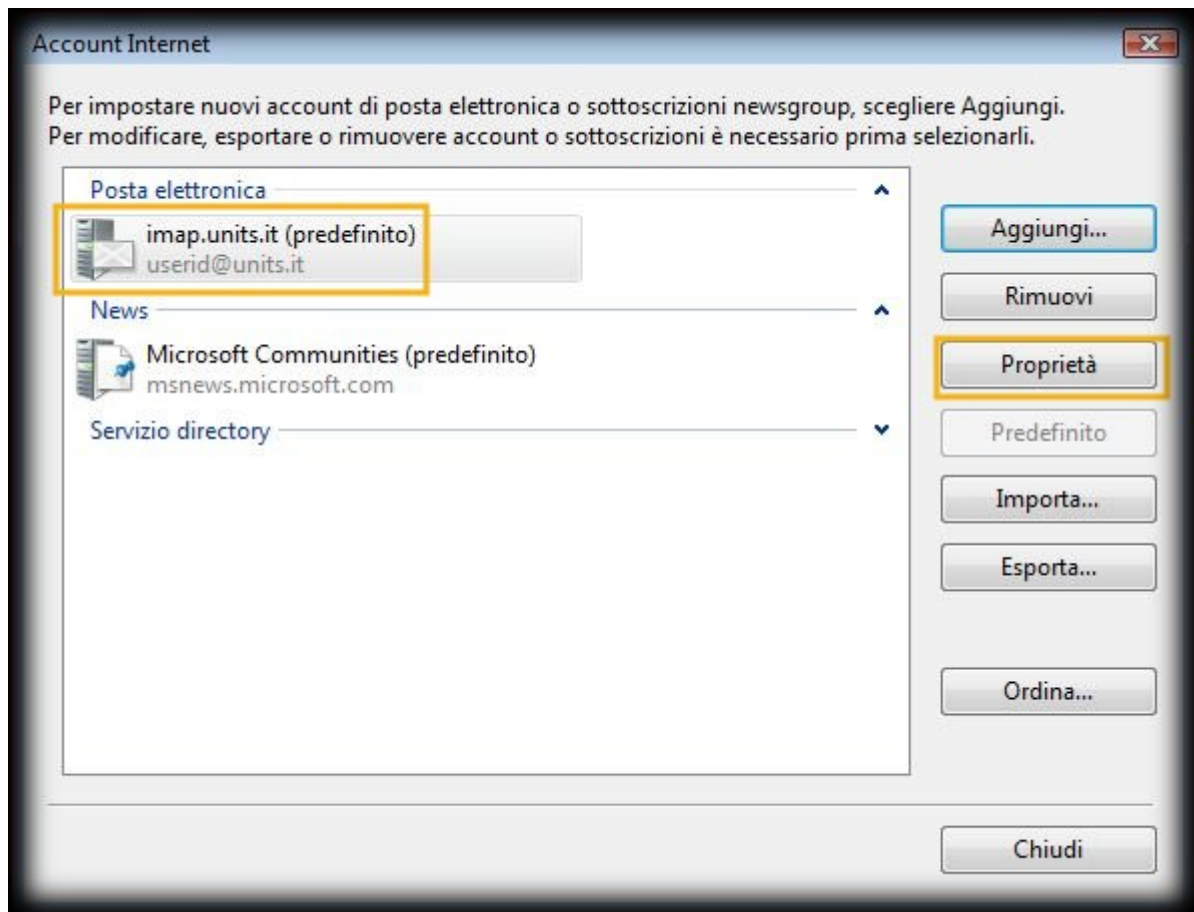 Account Internet
Per impostare nuovi account di posta elettronica o sottoscrizioni newsgroup, scegliere Aggiungi.
Per modificare, esportare o rimuovere account o sottoscrizioni è necessario prima selezionarli.
Posta elettronica
imap.units.it (predefinito)
userid@units.it
News
Microsoft Communities (predefinito)
msnews.microsoft.com
Servizio directory
Aggiungi...
Rimuovi
Proprietà
Predefinito
Importa...
Esporta...
Ordina...
Chiudi